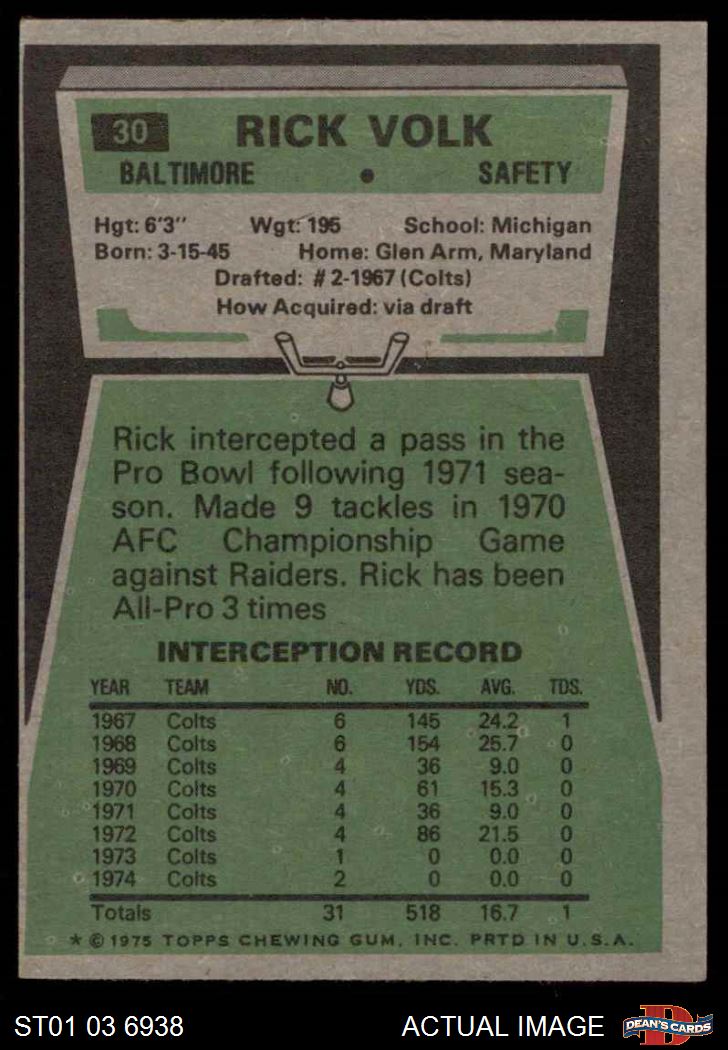 30 RICK VOLK
BALTIMORE • SAFETY
Hgt: 6'3" Wgt: 195 School: Michigan
Born: 3-15-45 Home: Glen Arm, Maryland
Drafted: #2-1967 (Colts)
How Acquired: via draft
Rick intercepted a pass in the
Pro Bowl following 1971 sea-
son. Made 9 tackles in 1970
AFC Championship Game
against Raiders. Rick has been
All-Pro 3 times
INTERCEPTION RECORD
YEAR TEAM NO. YDS. AVG. TDS.
1967 Colts 6 145 24.2 1
1968 Colts 6 154 25.7 0
1969 Colts 4 36 9.0 0
1970 Colts 4 61 15.3 0
1971 Colts 4 36 9.0 0
1972 Colts 4 86 21.5 0
1973 Colts 1 0 0.0 0
1974 Colts 2 0 0.0 0
Totals 31 518 16.7 1
* © 1975 TOPPS CHEWING GUM, INC. PRTD IN U.S.A.
ST01 03 6938 ACTUAL IMAGE D DEAN'S CARDS